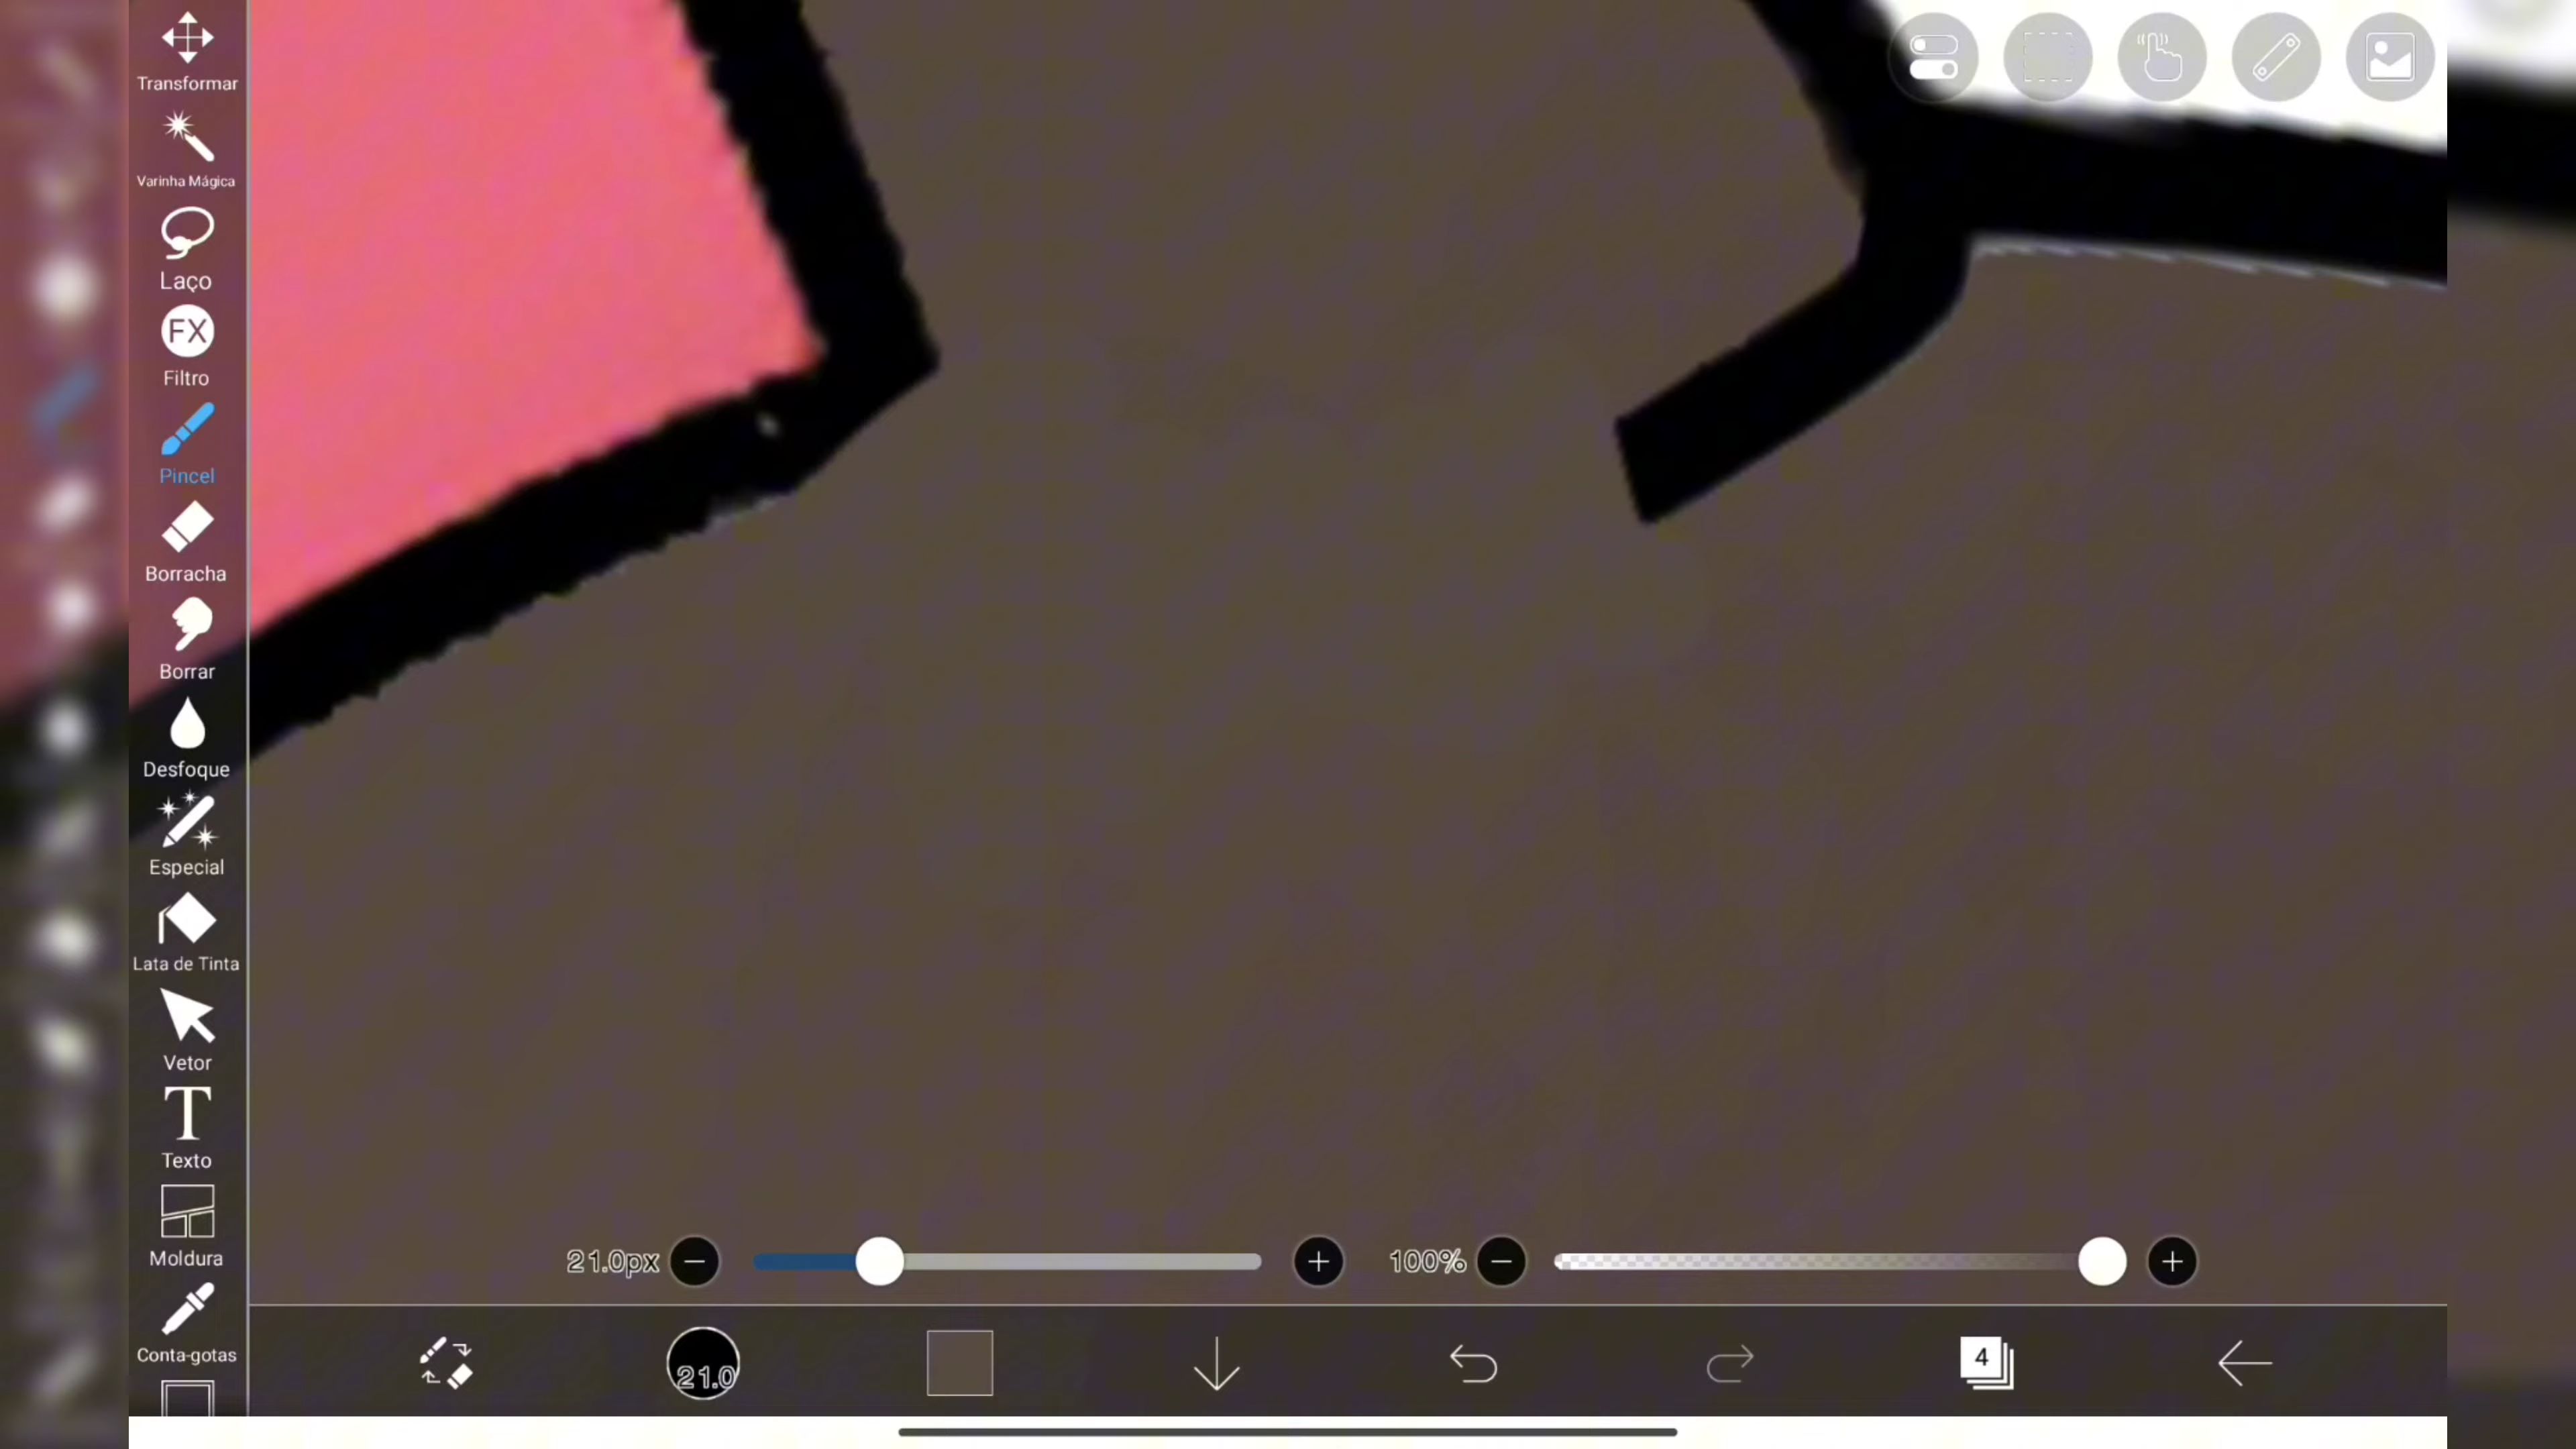 Transformar
Varinha Mágica
Laço
FX
Filtro
Pincel
Borracha
Borrar
Desfoque
Especial
Lata de Tinta
Vetor
T
Texto
Moldura
Conta-gotas
21.0px
100%
21.0
4